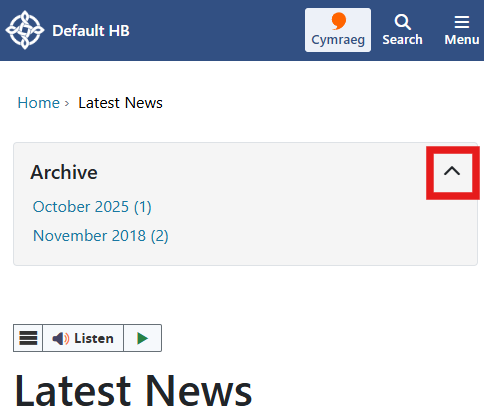 Default HB
Cymraeg
Search
Menu
Home › Latest News
Archive
October 2025 (1)
November 2018 (2)
Listen
Latest News